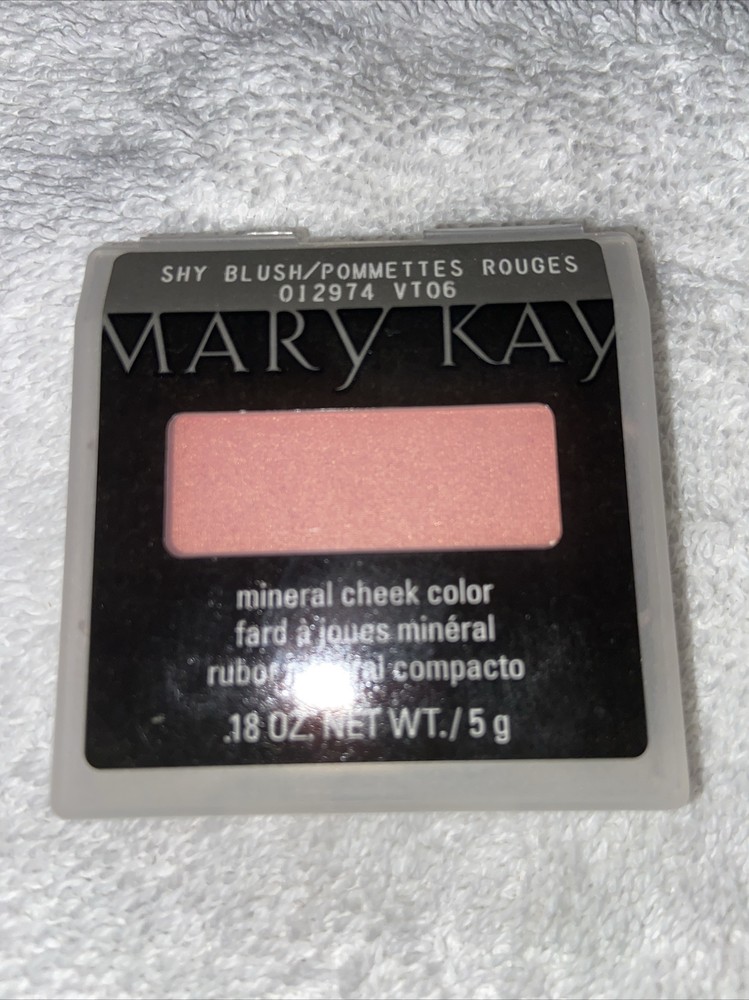 SHY BLUSH/POMMETTES ROUGES
012974 VT06
MARY KAY
mineral cheek color
fard à joues minéral
rubor compacto
.18 OZ. NET WT./5 g